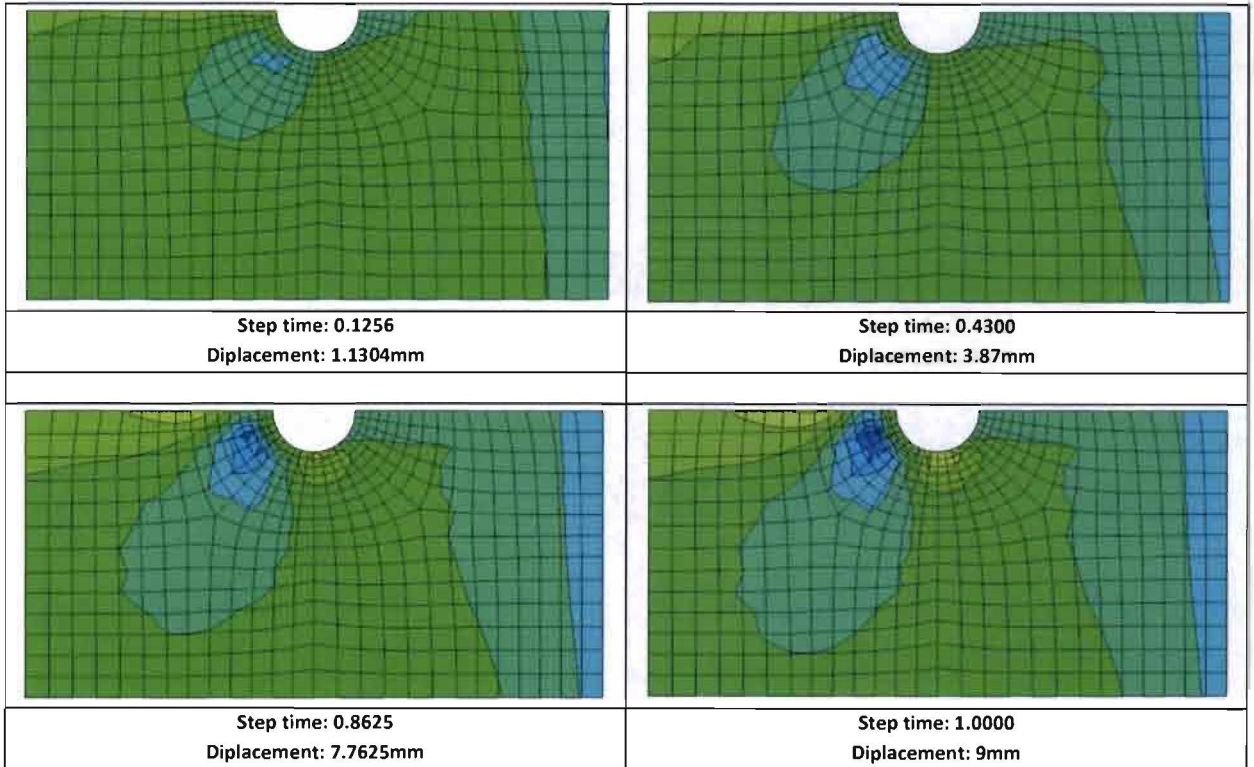 Step time: 0.1256
Diplacement: 1.1304mm
Step time: 0.4300
Diplacement: 3.87mm
Step time: 0.8625
Diplacement: 7.7625mm
Step time: 1.0000
Diplacement: 9mm